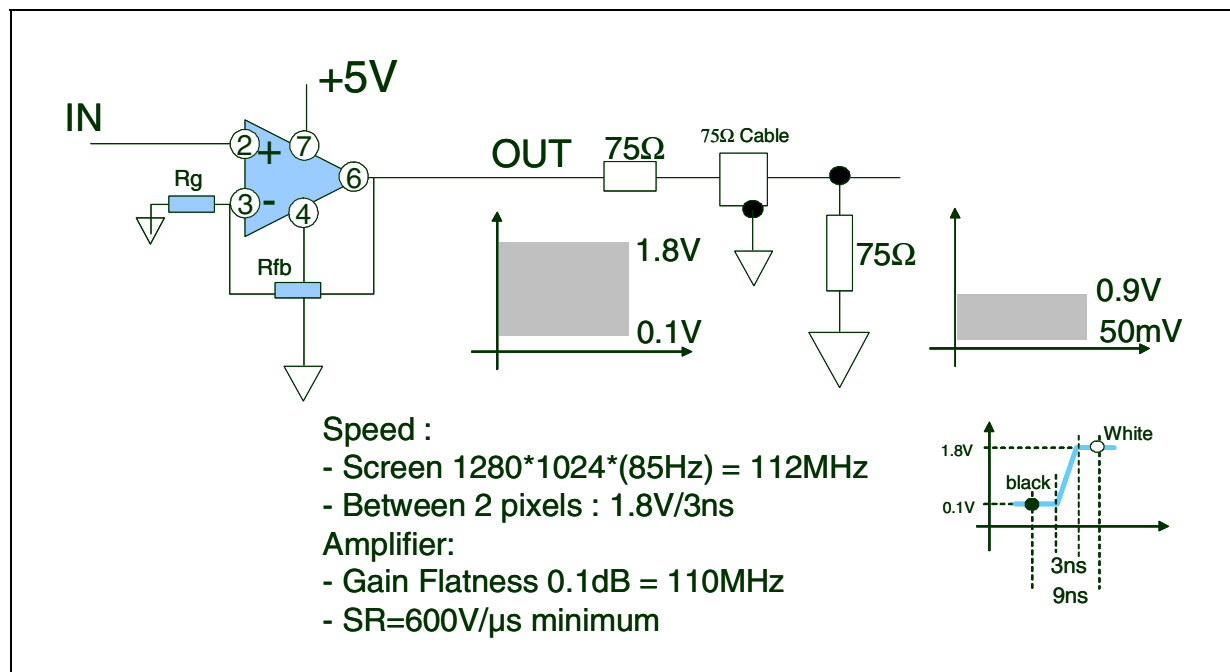 +5V
IN
2
+
7
OUT
75Ω
75Ω Cable
6
Rg
3
-
4
Rfb
1.8V
0.1V
75Ω
0.9V
50mV
Speed :
- Screen 1280*1024*(85Hz) = 112MHz
- Between 2 pixels : 1.8V/3ns
Amplifier:
- Gain Flatness 0.1dB = 110MHz
- SR=600V/µs minimum
White
1.8V
black
0.1V
3ns
9ns